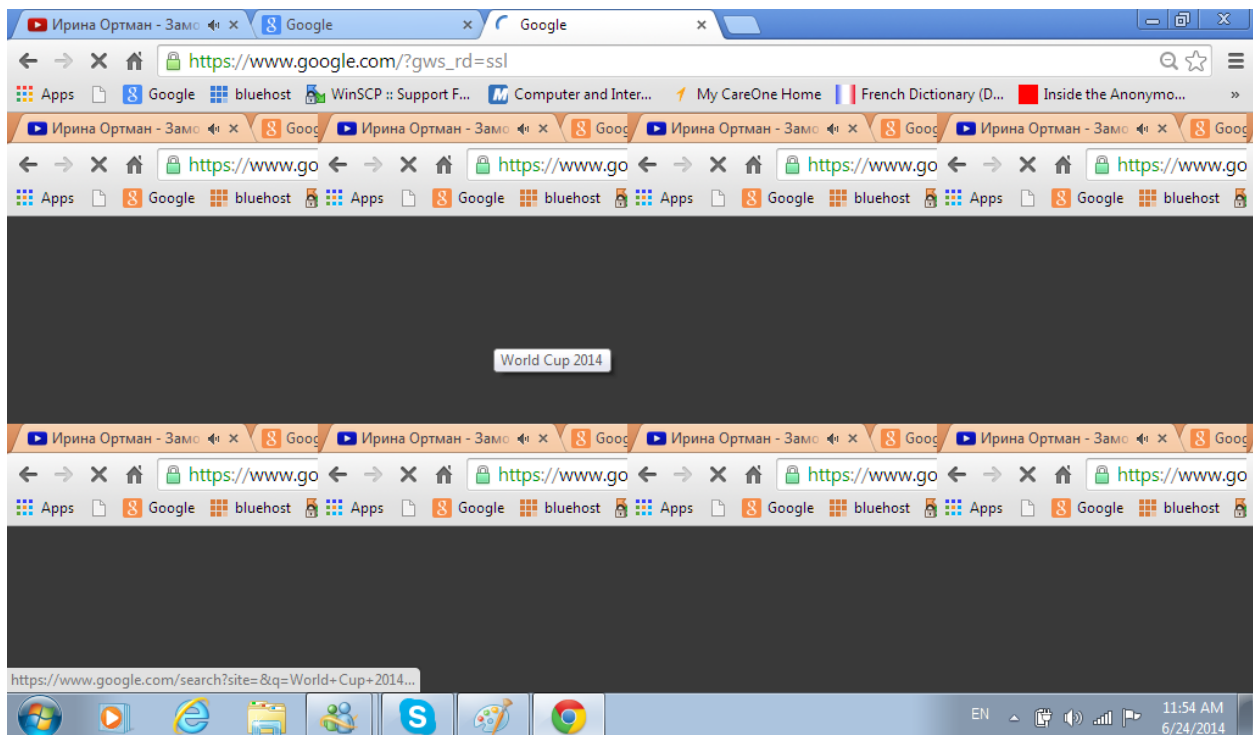 Ирина Ортман - Замо Google Google
https://www.google.com/?gws_rd=ssl
Apps Google bluehost WinSCP :: Support F... Computer and Inter... My CareOne Home French Dictionary (D... Inside the Anonymo... »
Ирина Ортман - Замо Goog Ирина Ортман - Замо Goog Ирина Ортман - Замо Goog Ирина Ортман - Замо Goog
https://www.go https://www.go https://www.go https://www.go
Apps Google bluehost Apps Google bluehost Apps Google bluehost Apps Google bluehost
World Cup 2014
Ирина Ортман - Замо Goog Ирина Ортман - Замо Goog Ирина Ортман - Замо Goog Ирина Ортман - Замо Goog
https://www.go https://www.go https://www.go https://www.go
Apps Google bluehost Apps Google bluehost Apps Google bluehost Apps Google bluehost
https://www.google.com/search?site=&q=World+Cup+2014...
EN 11:54 AM
6/24/2014